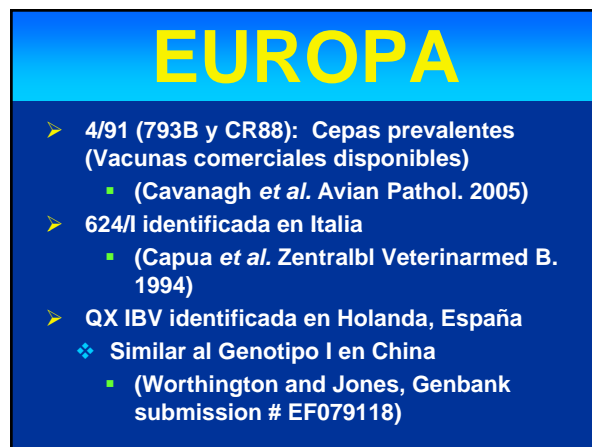 EUROPA
➢ 4/91 (793B y CR88): Cepas prevalentes
(Vacunas comerciales disponibles)
▪ (Cavanagh et al. Avian Pathol. 2005)
➢ 624/I identificada en Italia
▪ (Capua et al. Zentralbl Veterinarmed B.
1994)
➢ QX IBV identificada en Holanda, España
❖ Similar al Genotipo I en China
▪ (Worthington and Jones, Genbank
submission # EF079118)